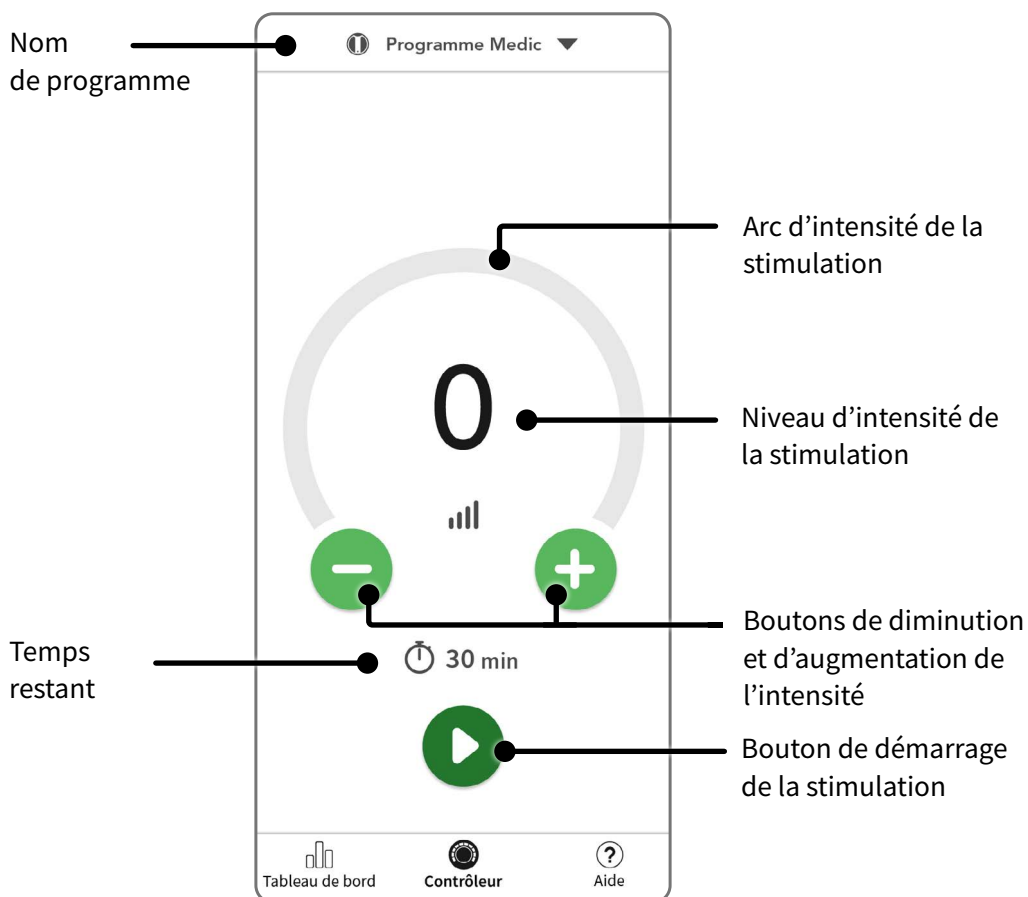 Nom
de programme
Programme Medic
Arc d’intensité de la
stimulation
0
Niveau d’intensité de
la stimulation
Boutons de diminution
et d’augmentation de
l’intensité
Temps
restant
30 min
Bouton de démarrage
de la stimulation
Tableau de bord
Contrôleur
? 
Aide